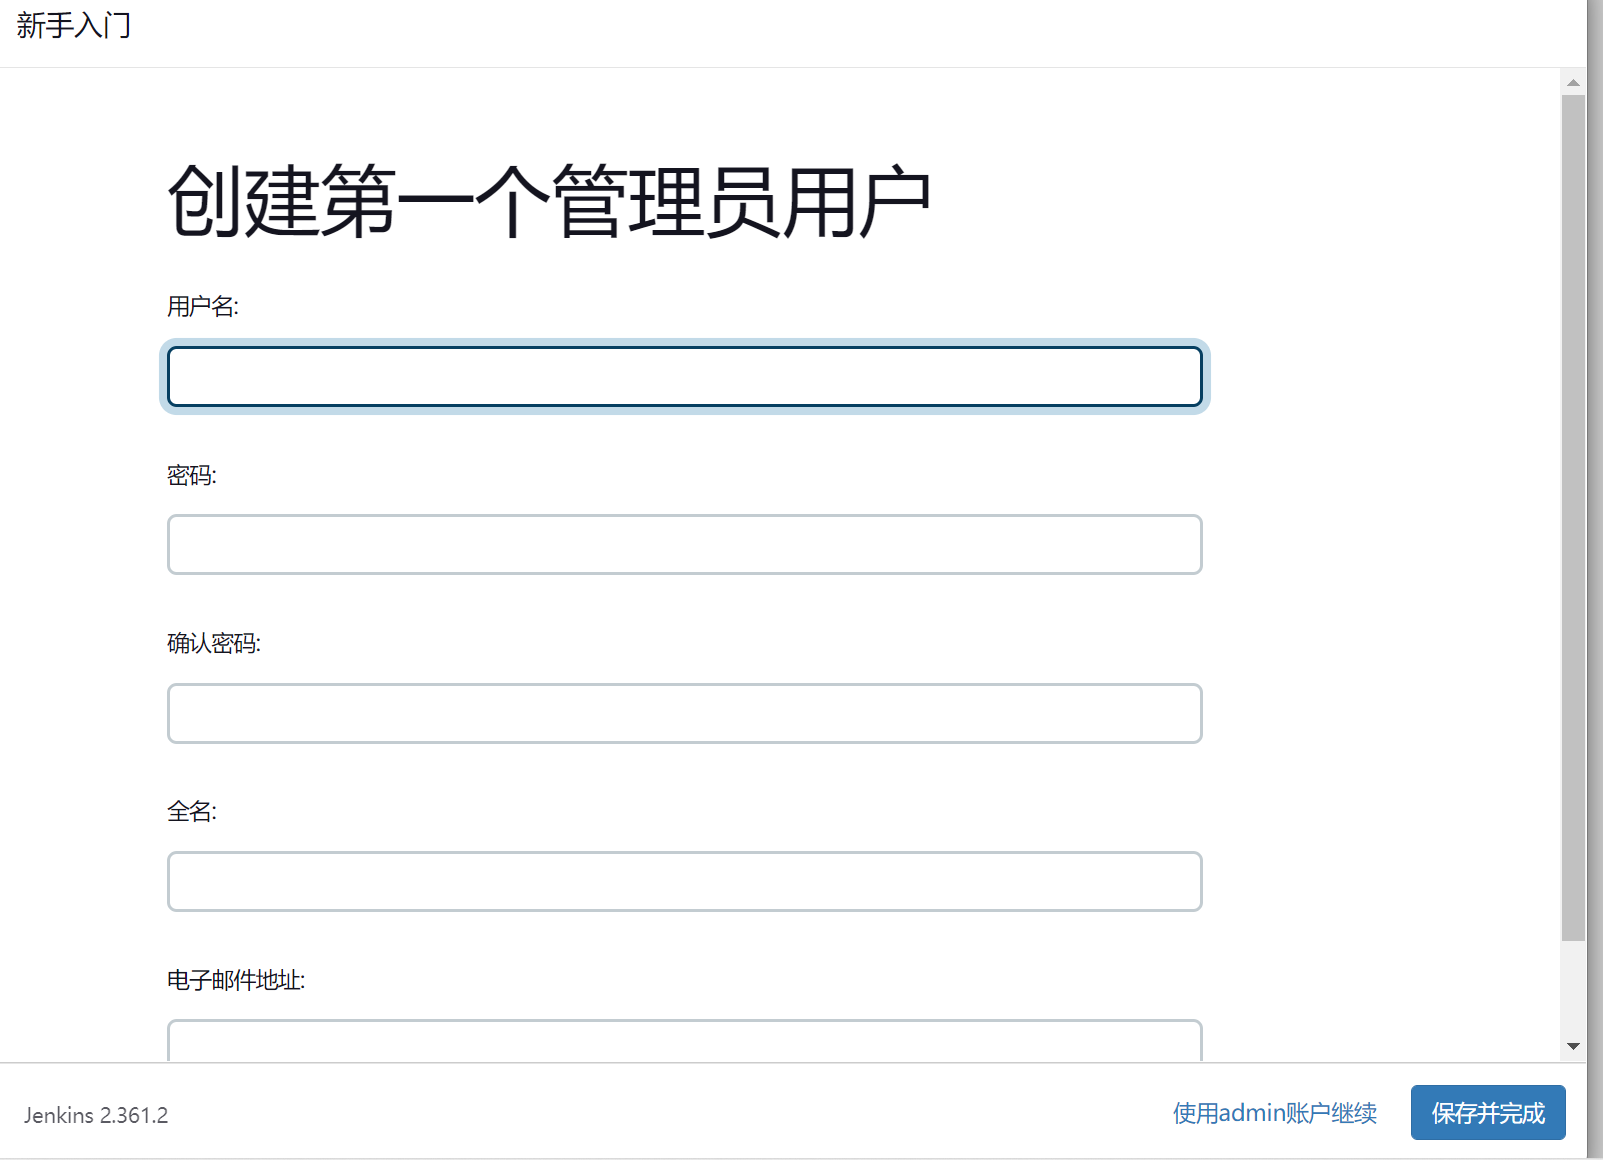 新手入门
创建第一个管理员用户
用户名:
密码:
确认密码:
全名:
电子邮件地址:
Jenkins 2.361.2
使用admin账户继续
保存并完成